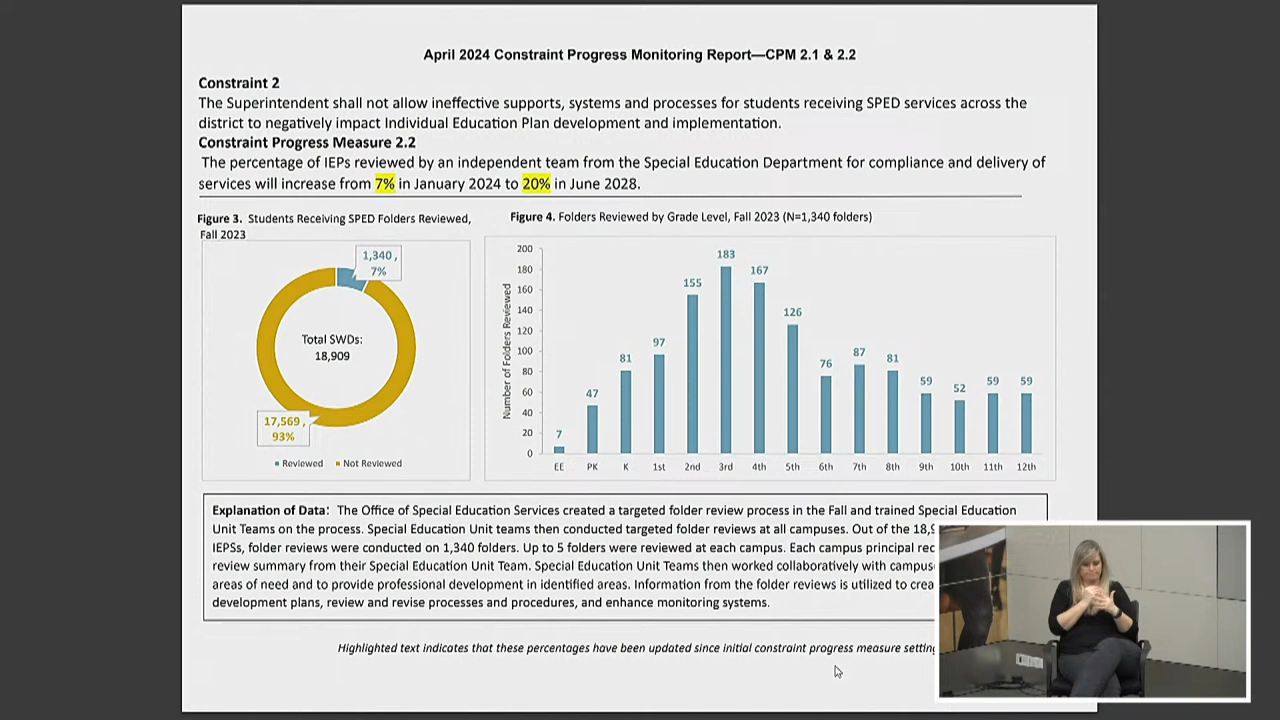 April 2024 Constraint Progress Monitoring Report—CPM 2.1 & 2.2
Constraint 2
The Superintendent shall not allow ineffective supports, systems and processes for students receiving SPED services across the
district to negatively impact Individual Education Plan development and implementation.
Constraint Progress Measure 2.2
The percentage of IEPs reviewed by an independent team from the Special Education Department for compliance and delivery of
services will increase from 7% in January 2024 to 20% in June 2028.
Figure 3. Students Receiving SPED Folders Reviewed,
Fall 2023
1,340,
7%
Total SWDs:
18,909
17,569,
93%
Reviewed Not Reviewed
Figure 4. Folders Reviewed by Grade Level, Fall 2023 (N=1,340 folders)
Number of Folders Reviewed
200
180
160
140
120
100
80
60
40
20
0
7 47 81 97 155 183 167 126 76 87 81 59 52 59 59
EE PK K 1st 2nd 3rd 4th 5th 6th 7th 8th 9th 10th 11th 12th
Explanation of Data: The Office of Special Education Services created a targeted folder review process in the Fall and trained Special Education
Unit Teams on the process. Special Education Unit teams then conducted targeted folder reviews at all campuses. Out of the 18,9
IEPSs, folder reviews were conducted on 1,340 folders. Up to 5 folders were reviewed at each campus. Each campus principal rec
review summary from their Special Education Unit Team. Special Education Unit Teams then worked collaboratively with campus
areas of need and to provide professional development in identified areas. Information from the folder reviews is utilized to crea
development plans, review and revise processes and procedures, and enhance monitoring systems.
Highlighted text indicates that these percentages have been updated since initial constraint progress measure setting